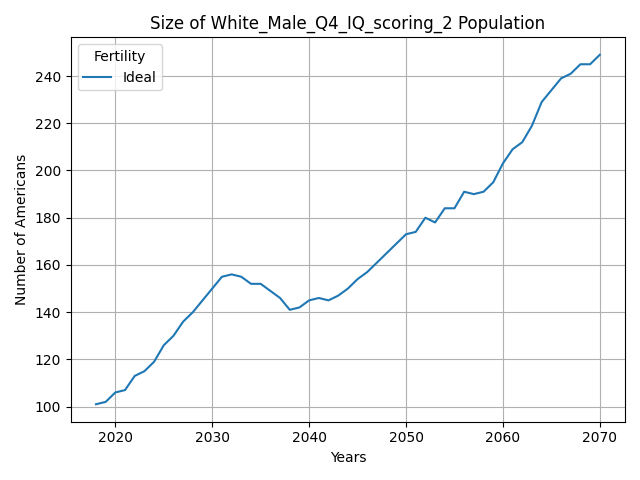 Size of White_Male_Q4_IQ_scoring_2 Population
Fertility
Ideal
Number of Americans
240
220
200
180
160
140
120
100
2020 2030 2040 2050 2060 2070
Years